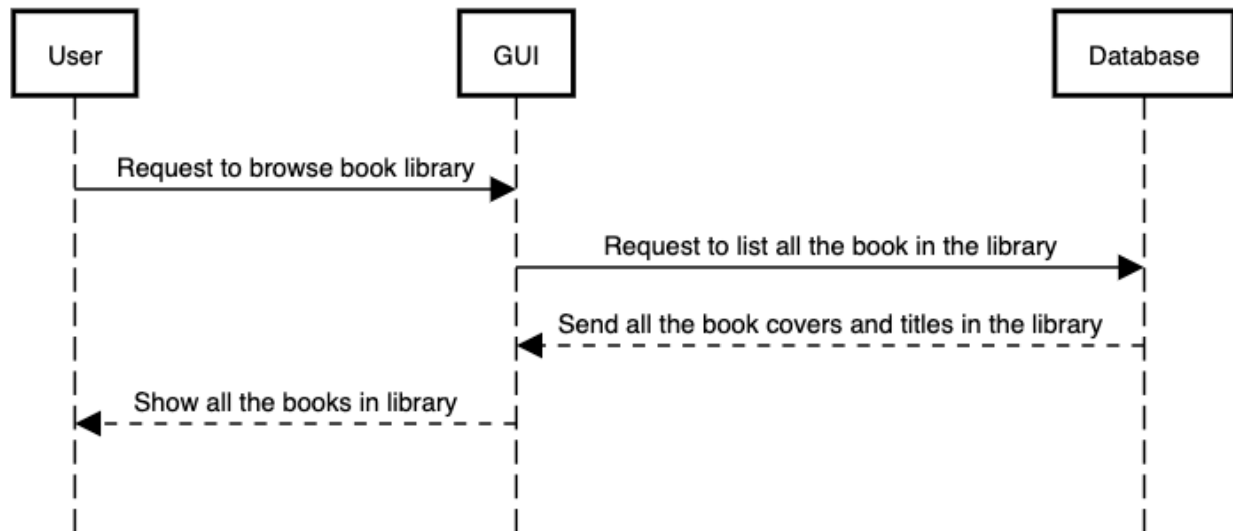 User
GUI
Database
Request to browse book library
Request to list all the book in the library
Send all the book covers and titles in the library
Show all the books in library